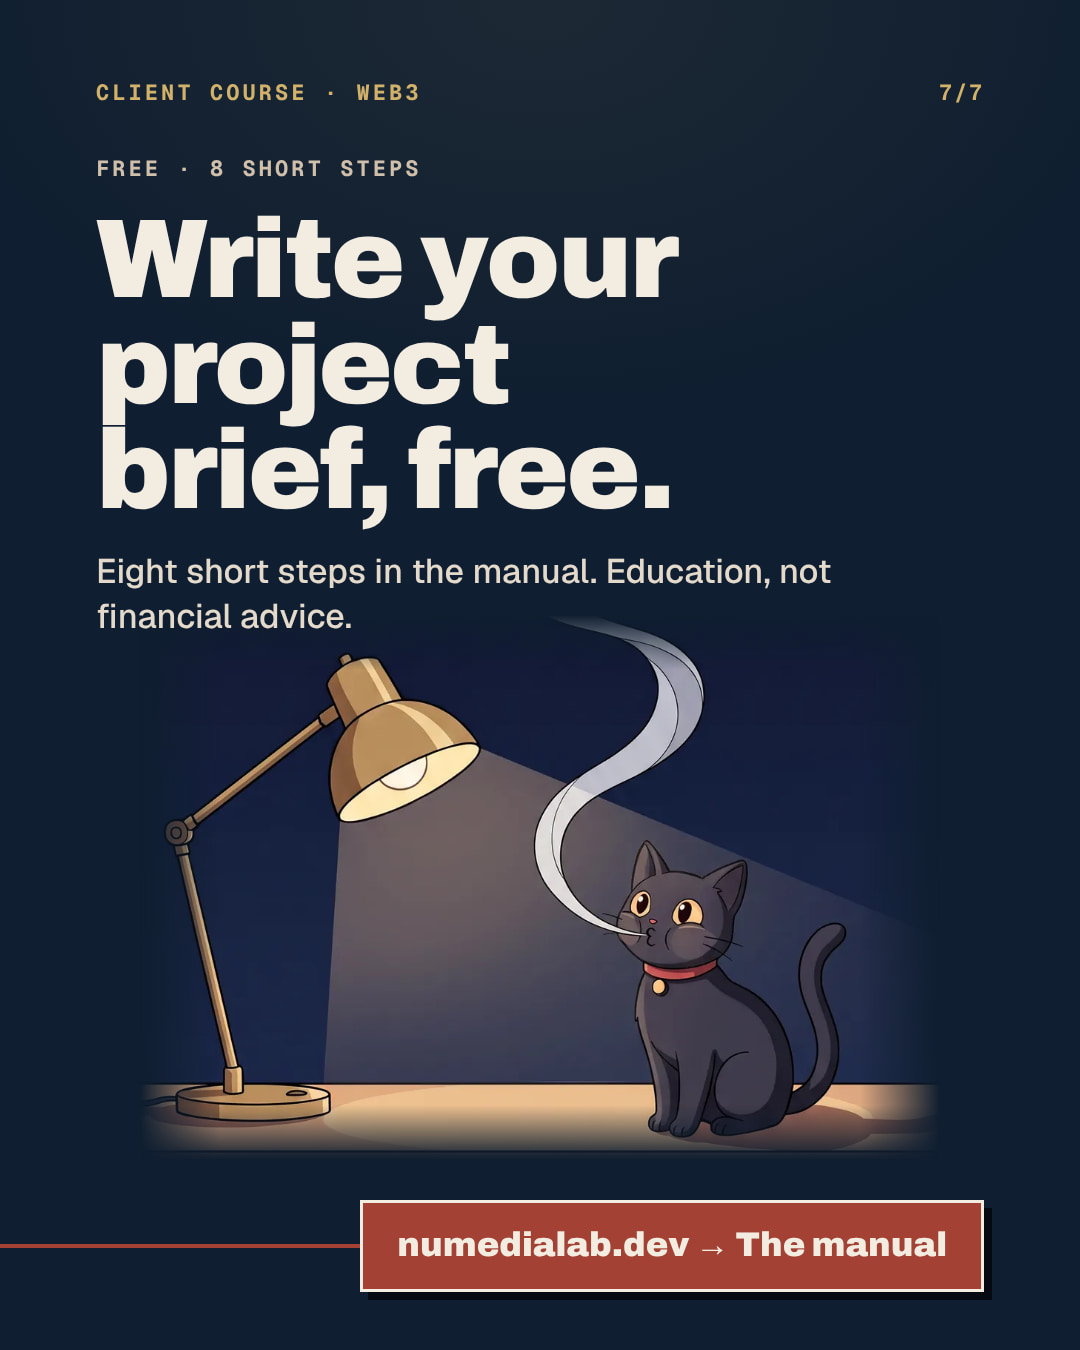 CLIENT COURSE · WEB3
7/7
FREE · 8 SHORT STEPS
Write your
project
brief, free.
Eight short steps in the manual. Education, not
financial advice.
numedialab.dev → The manual